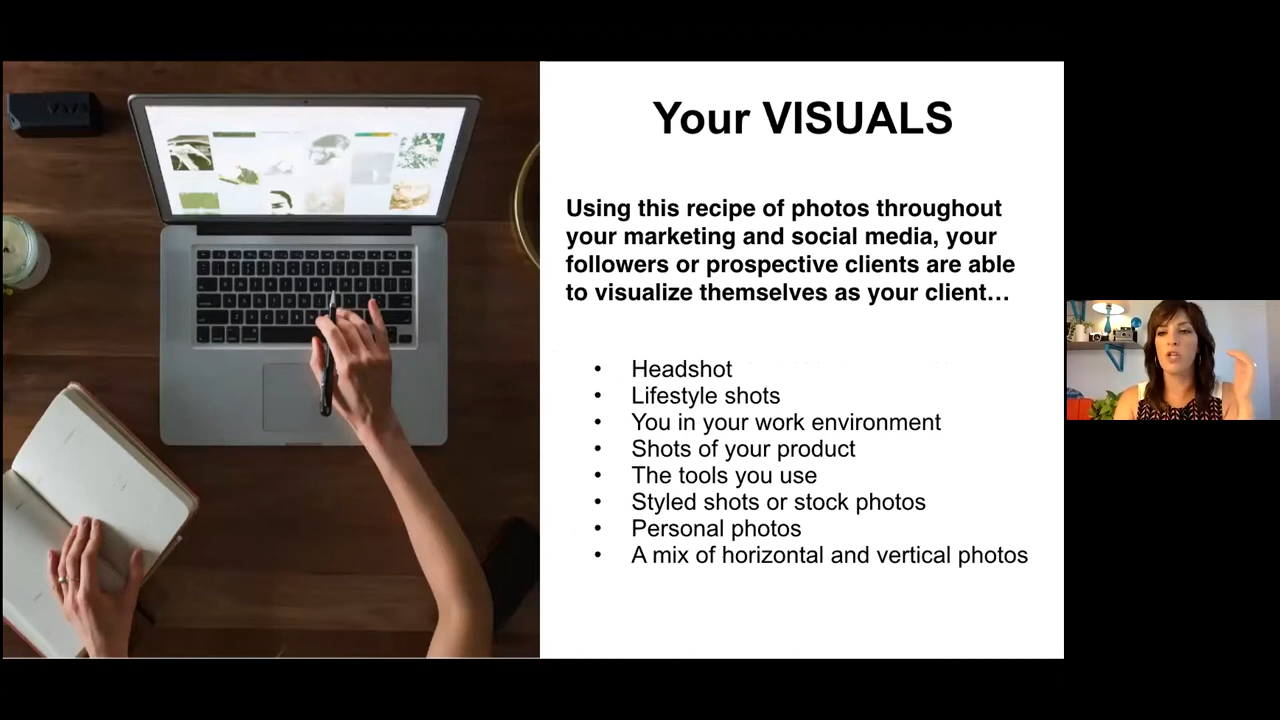 Your VISUALS
Using this recipe of photos throughout
your marketing and social media, your
followers or prospective clients are able
to visualize themselves as your client…
• Headshot
• Lifestyle shots
• You in your work environment
• Shots of your product
• The tools you use
• Styled shots or stock photos
• Personal photos
• A mix of horizontal and vertical photos